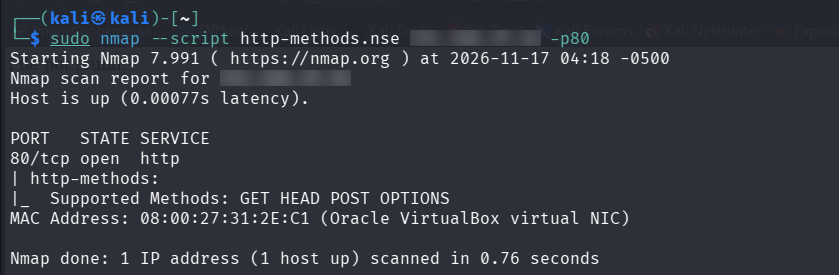 ┌──(kali㉿kali)-[~]
└─$ sudo nmap --script http-methods.nse -p80
Starting Nmap 7.991 ( https://nmap.org ) at 2026-11-17 04:18 -0500
Nmap scan report for
Host is up (0.00077s latency).
PORT   STATE SERVICE
80/tcp open  http
| http-methods:
|_  Supported Methods: GET HEAD POST OPTIONS
MAC Address: 08:00:27:31:2E:C1 (Oracle VirtualBox virtual NIC)
Nmap done: 1 IP address (1 host up) scanned in 0.76 seconds